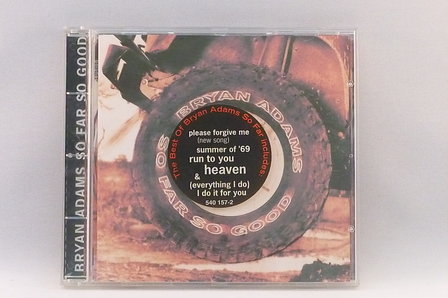 BRYAN ADAMS SO FAR SO GOOD
BRYAN ADAMS
SO FAR SO GOOD
The Best Of Bryan Adams So Far includes:
please forgive me
(new song)
summer of '69
run to you
heaven
&
(everything I do)
I do it for you
540 157-2